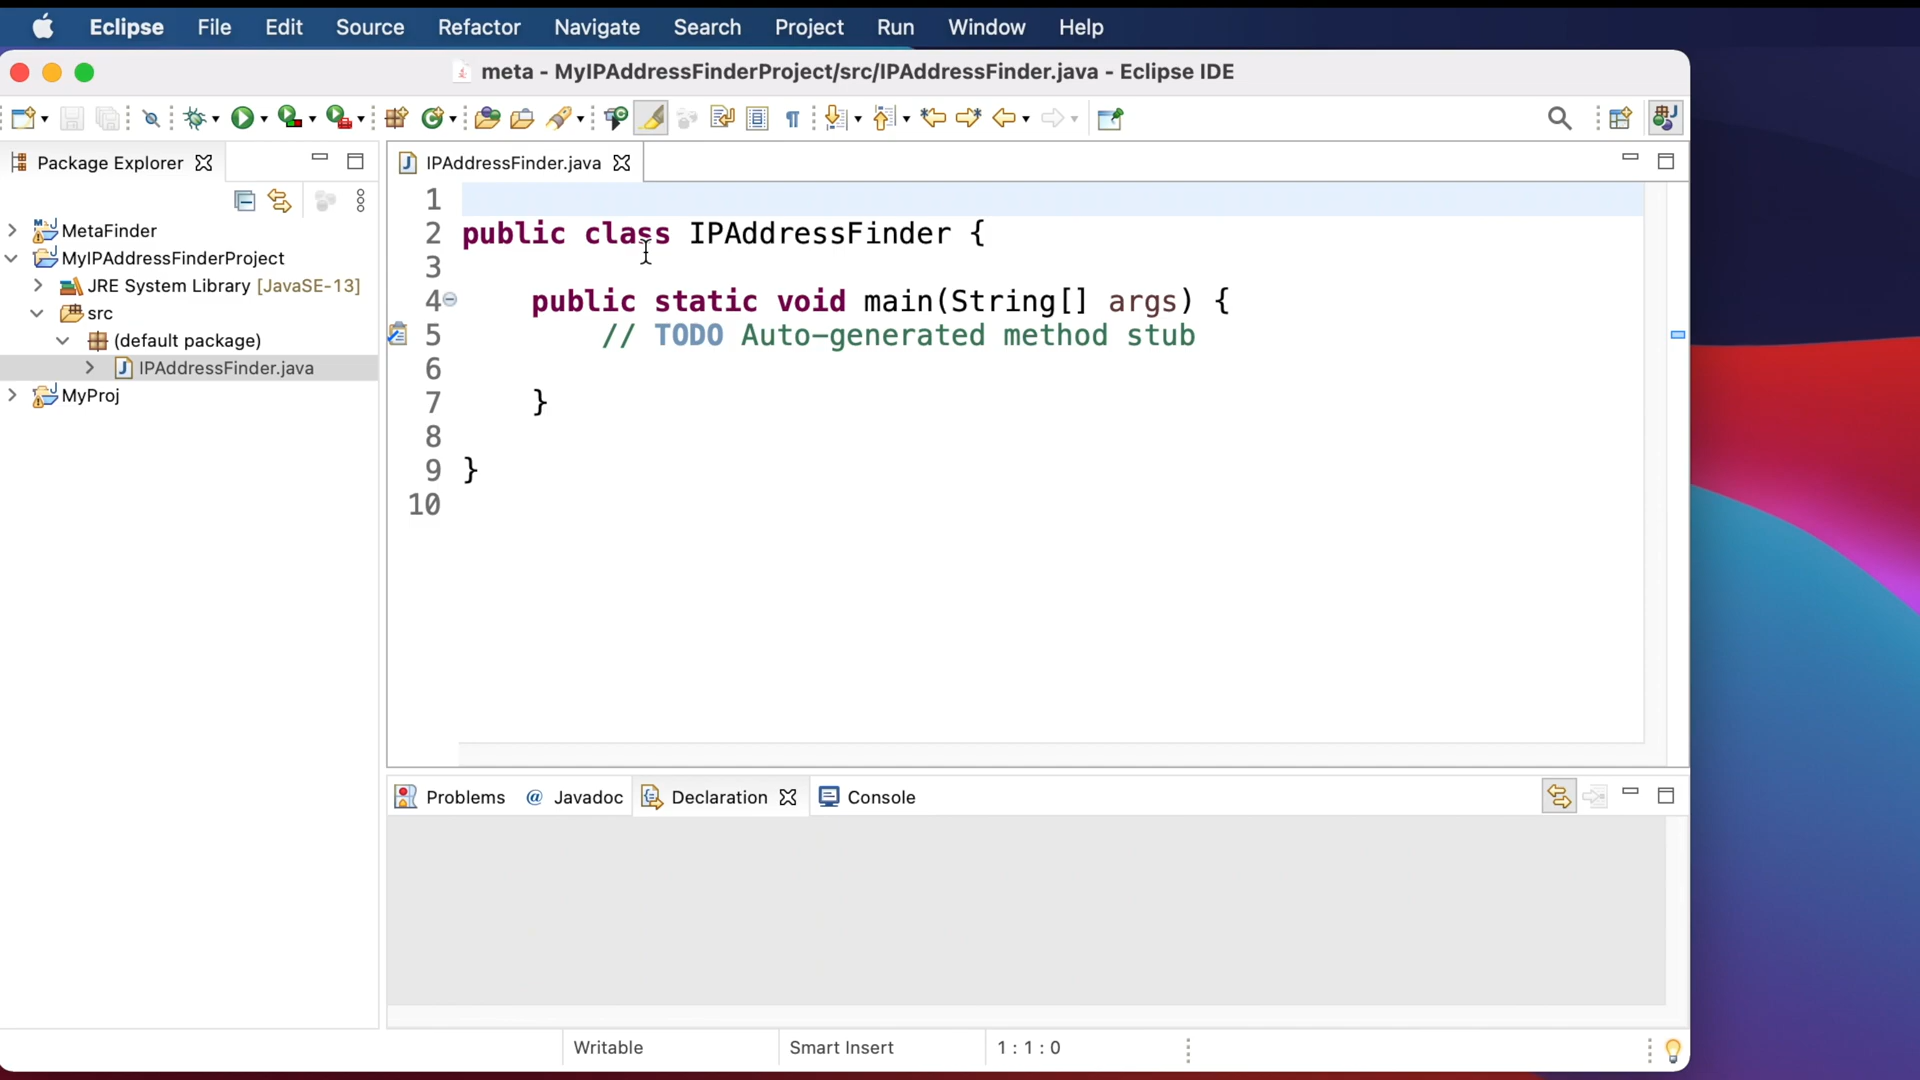 Eclipse File Edit Source Refactor Navigate Search Project Run Window Help
meta - MyIPAddressFinderProject/src/IPAddressFinder.java - Eclipse IDE
Package Explorer
MetaFinder
MyIPAddressFinderProject
JRE System Library [JavaSE-13]
src
(default package)
IPAddressFinder.java
MyProj
IPAddressFinder.java
1
2 public class IPAddressFinder {
3
4 public static void main(String[] args) {
5 // TODO Auto-generated method stub
6
7 }
8
9 }
10
Problems @ Javadoc Declaration Console
Writable Smart Insert 1 : 1 : 0